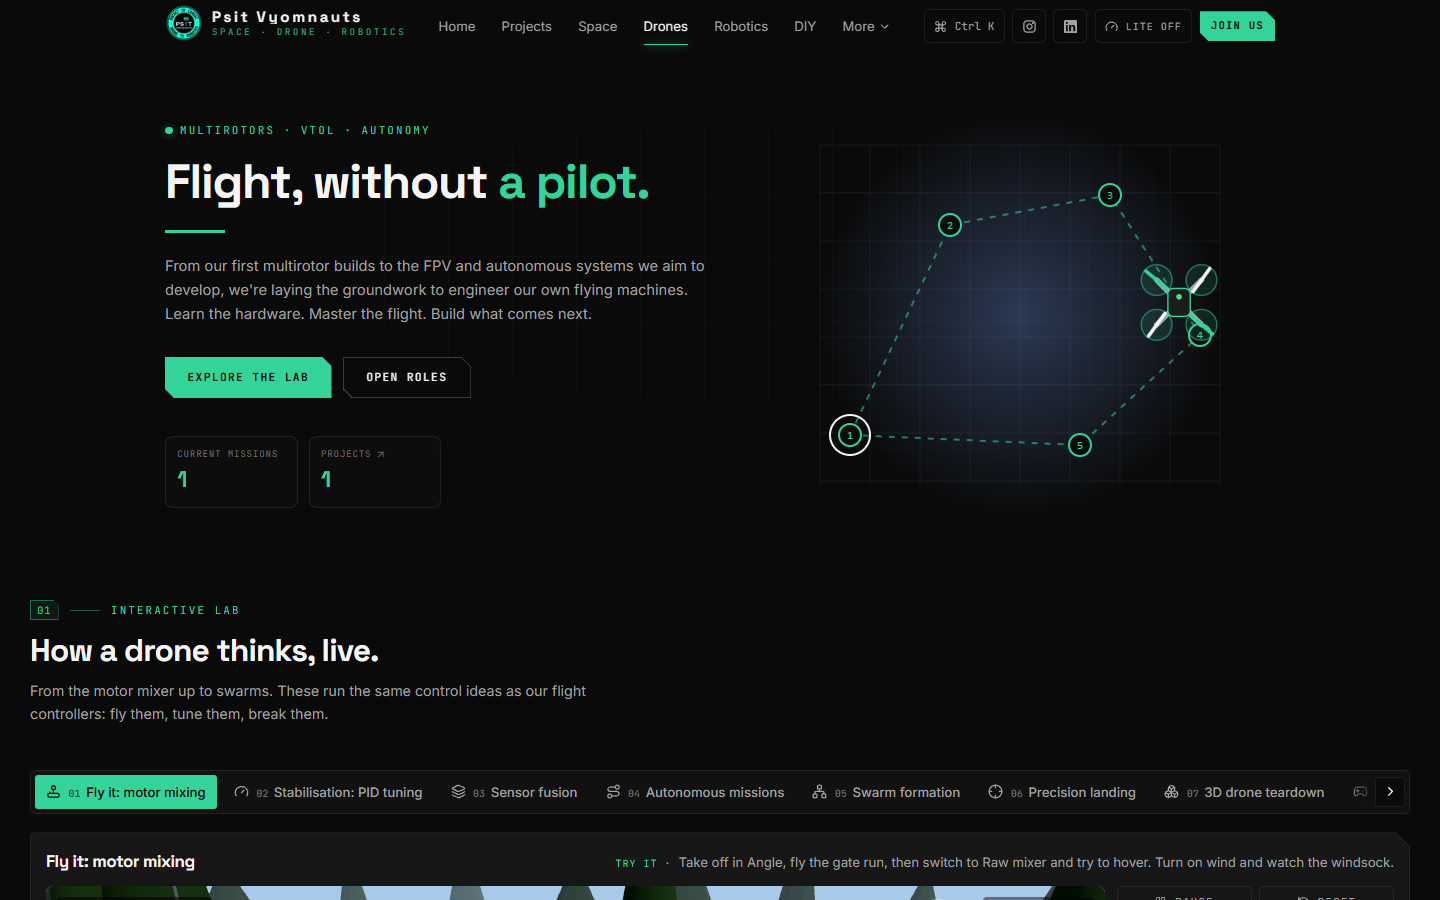 Psit Vyomnauts
SPACE · DRONE · ROBOTICS
Home
Projects
Space
Drones
Robotics
DIY
More
⌘ Ctrl K
LITE OFF
JOIN US
MULTIROTORS · VTOL · AUTONOMY
Flight, without a pilot.
From our first multirotor builds to the FPV and autonomous systems we aim to
develop, we're laying the groundwork to engineer our own flying machines.
Learn the hardware. Master the flight. Build what comes next.
EXPLORE THE LAB
OPEN ROLES
CURRENT MISSIONS
1
PROJECTS ↗
1
3
2
4
1
5
01
INTERACTIVE LAB
How a drone thinks, live.
From the motor mixer up to swarms. These run the same control ideas as our flight
controllers: fly them, tune them, break them.
01 Fly it: motor mixing
02 Stabilisation: PID tuning
03 Sensor fusion
04 Autonomous missions
05 Swarm formation
06 Precision landing
07 3D drone teardown
Fly it: motor mixing
TRY IT · Take off in Angle, fly the gate run, then switch to Raw mixer and try to hover. Turn on wind and watch the windsock.
PAUSE
RESET